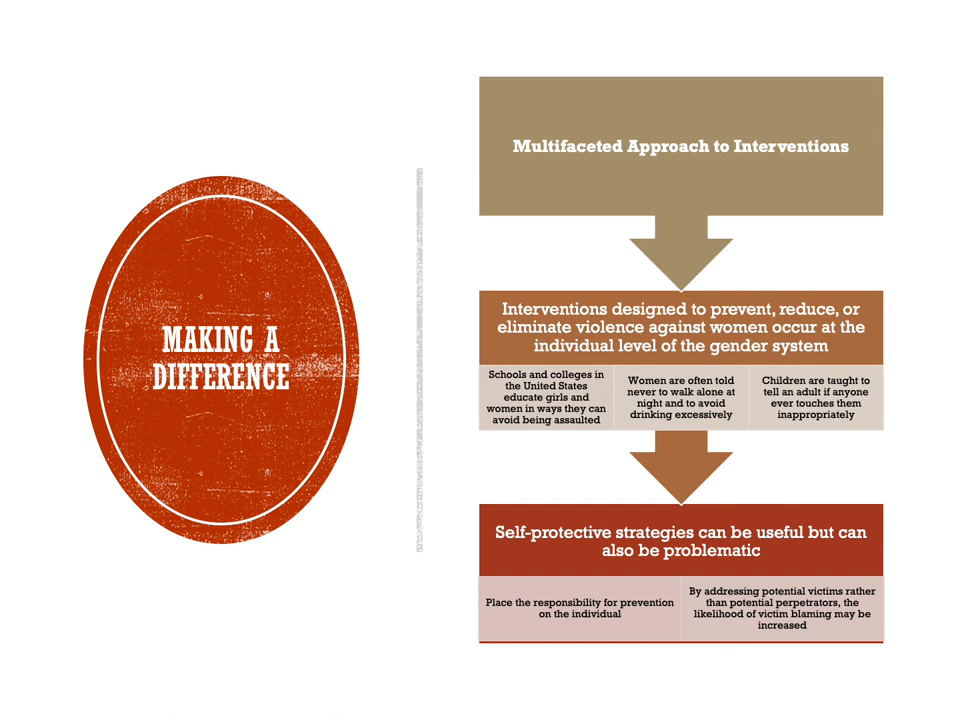 MAKING A
DIFFERENCE
Multifaceted Approach to Interventions
Interventions designed to prevent, reduce, or
eliminate violence against women occur at the
individual level of the gender system
Schools and colleges in
the United States
educate girls and
women in ways they can
avoid being assaulted
Women are often told
never to walk alone at
night and to avoid
drinking excessively
Children are taught to
tell an adult if anyone
ever touches them
inappropriately
Self-protective strategies can be useful but can
also be problematic
Place the responsibility for prevention
on the individual
By addressing potential victims rather
than potential perpetrators, the
likelihood of victim blaming may be
increased